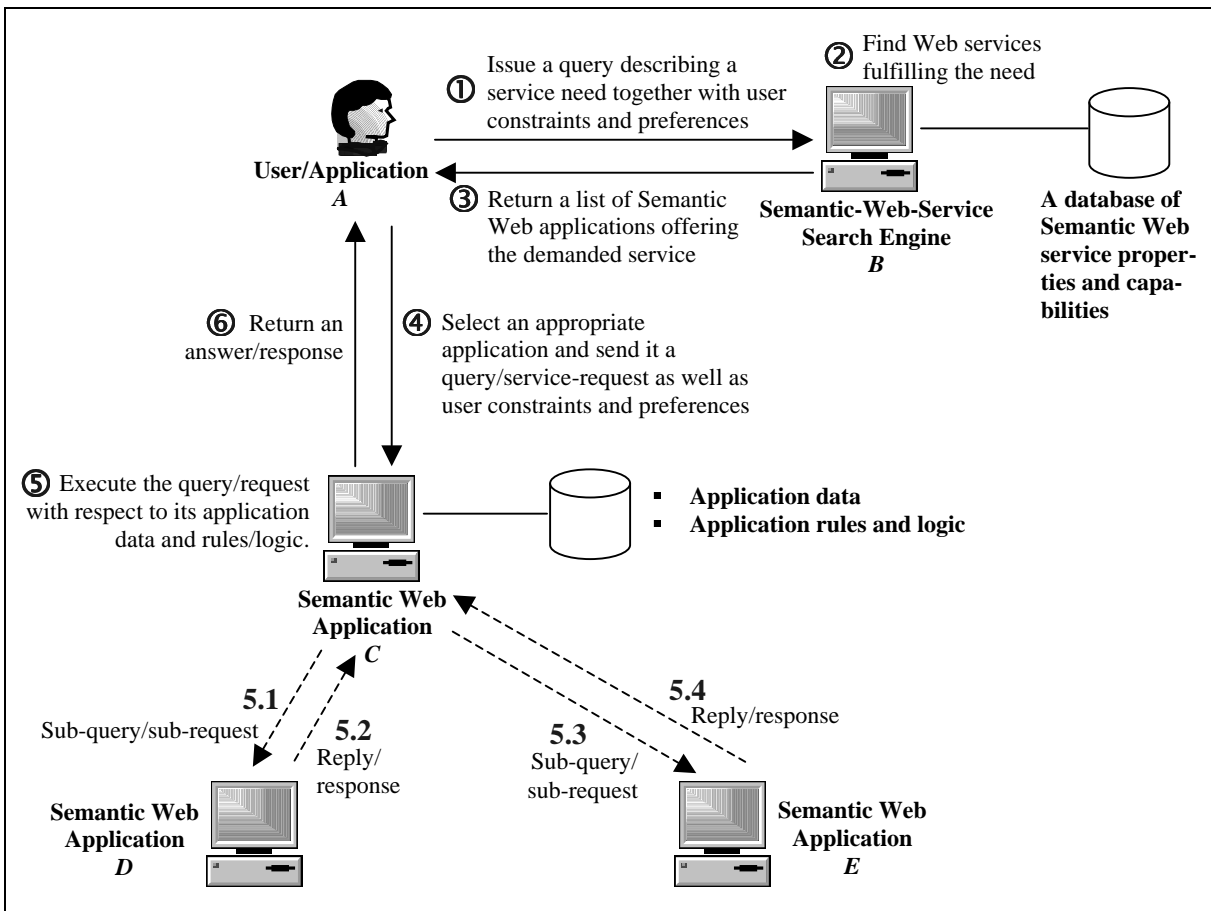 ① Issue a query describing a
service need together with user
constraints and preferences
② Find Web services
fulfilling the need
User/Application
A
③ Return a list of Semantic
Web applications offering
the demanded service
Semantic-Web-Service
Search Engine
B
A database of
Semantic Web
service proper-
ties and capa-
bilities
⑥ Return an
answer/response
④ Select an appropriate
application and send it a
query/service-request as well as
user constraints and preferences
⑤ Execute the query/request
with respect to its application
data and rules/logic.
▪ Application data
▪ Application rules and logic
Semantic Web
Application
C
5.1
Sub-query/sub-request
5.2
Reply/
response
5.3
Sub-query/
sub-request
5.4
Reply/response
Semantic Web
Application
D
Semantic Web
Application
E